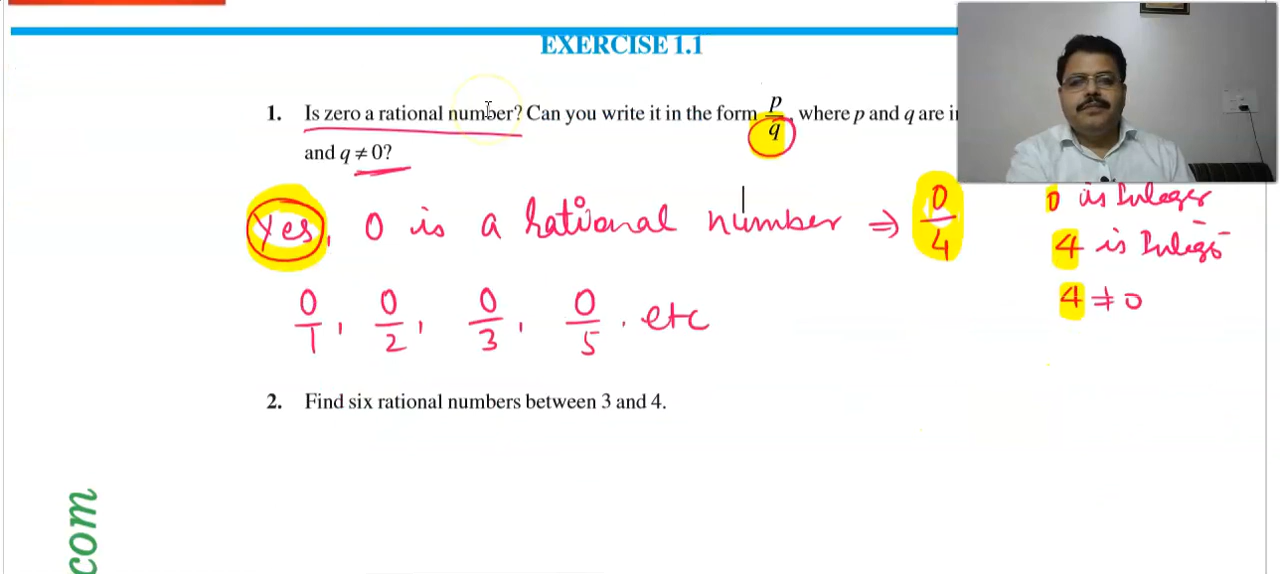 EXERCISE 1.1
1. Is zero a rational number? Can you write it in the form p/q, where p and q are i
and q ≠ 0?
Yes, 0 is a rational number ⇒ 0/4
0 is Integer
4 is Integer
4 ≠ 0
0/1, 0/2, 0/3, 0/5, etc
2. Find six rational numbers between 3 and 4.
com